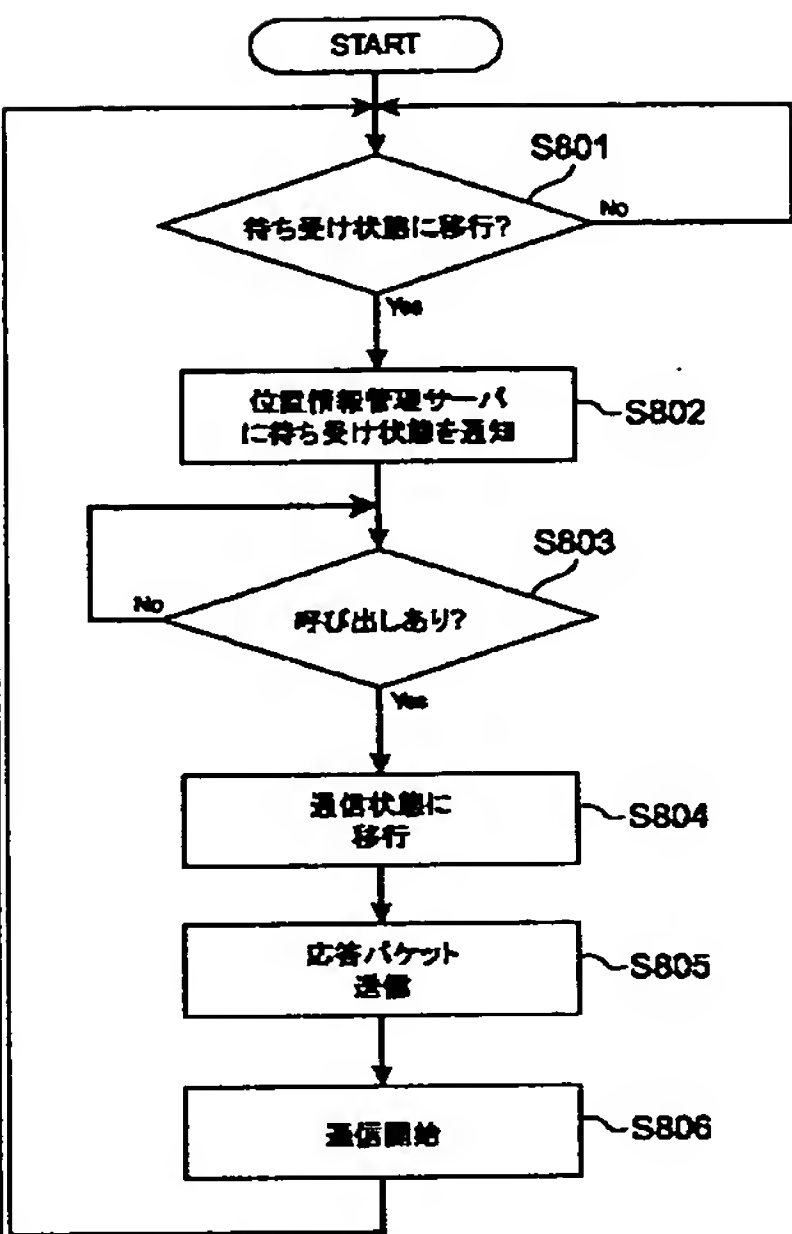 START
S801
待ち受け状態に移行?
No
Yes
位置情報管理サーバ
に待ち受け状態を通知
S802
S803
呼び出しあり?
No
Yes
通信状態に
移行
S804
応答パケット
送信
S805
通信開始
S806